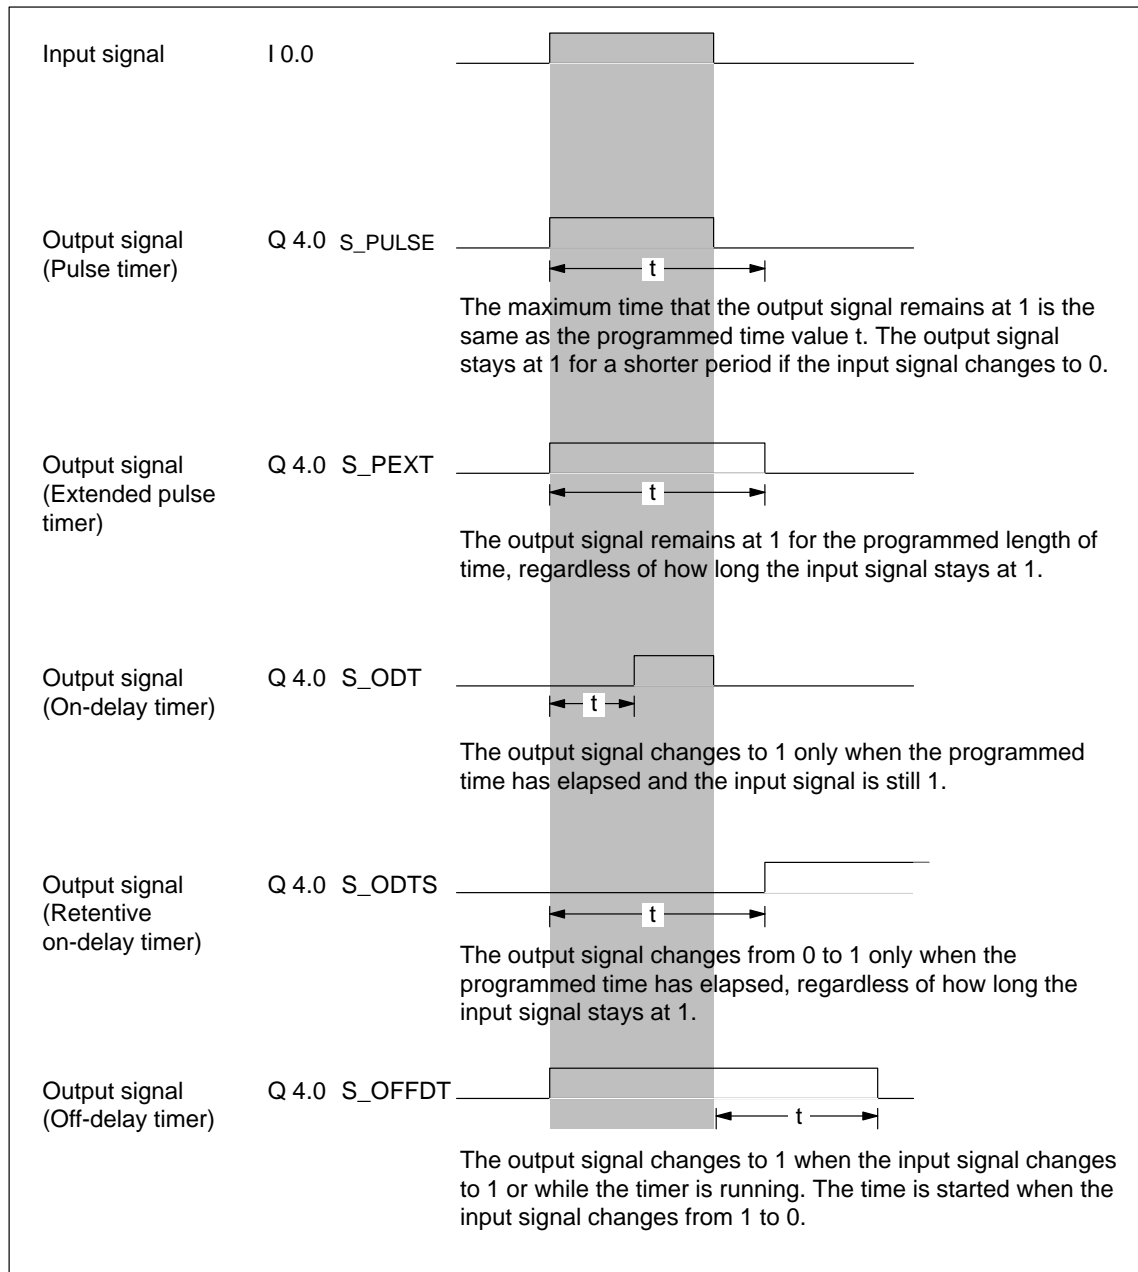 Input signal I 0.0
Output signal
(Pulse timer)
Q 4.0 S_PULSE
t
The maximum time that the output signal remains at 1 is the
same as the programmed time value t. The output signal
stays at 1 for a shorter period if the input signal changes to 0.
Output signal
(Extended pulse
timer)
Q 4.0 S_PEXT
t
The output signal remains at 1 for the programmed length of
time, regardless of how long the input signal stays at 1.
Output signal
(On-delay timer)
Q 4.0 S_ODT
t
The output signal changes to 1 only when the programmed
time has elapsed and the input signal is still 1.
Output signal
(Retentive
on-delay timer)
Q 4.0 S_ODTS
t
The output signal changes from 0 to 1 only when the
programmed time has elapsed, regardless of how long the
input signal stays at 1.
Output signal
(Off-delay timer)
Q 4.0 S_OFFDT
t
The output signal changes to 1 when the input signal changes
to 1 or while the timer is running. The time is started when the
input signal changes from 1 to 0.